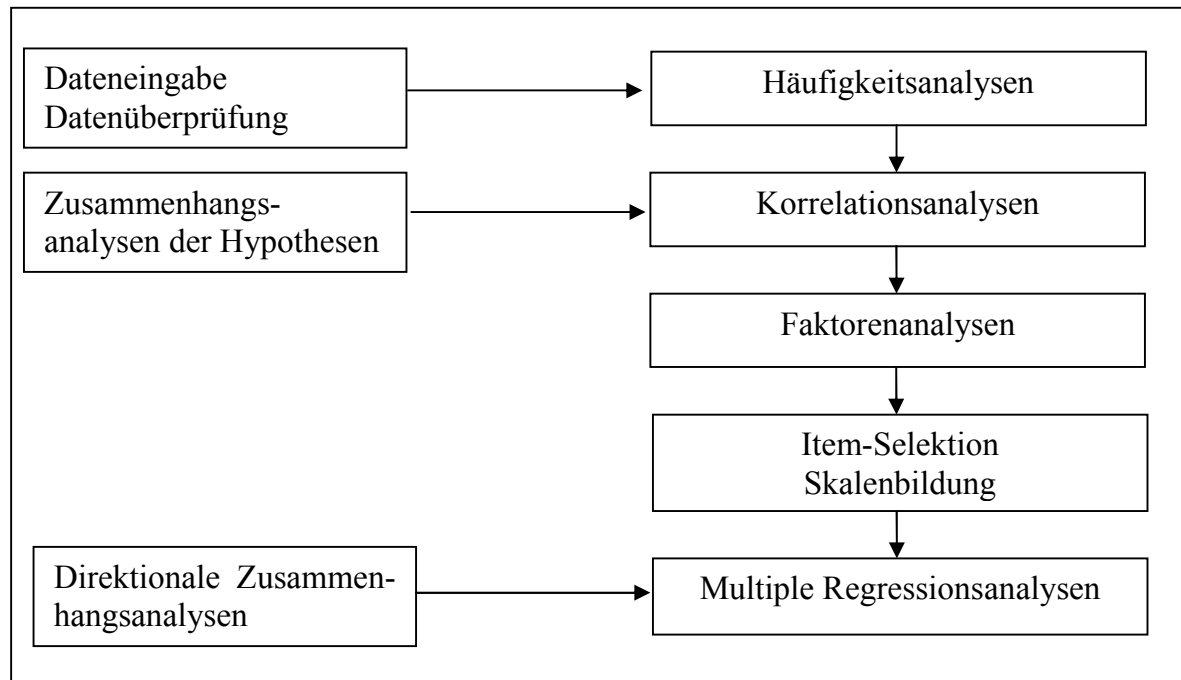 Dateneingabe
Datenüberprüfung
Häufigkeitsanalysen
Zusammenhangs-
analysen der Hypothesen
Korrelationsanalysen
Faktorenanalysen
Item-Selektion
Skalenbildung
Direktionale Zusammen-
hangsanalysen
Multiple Regressionsanalysen